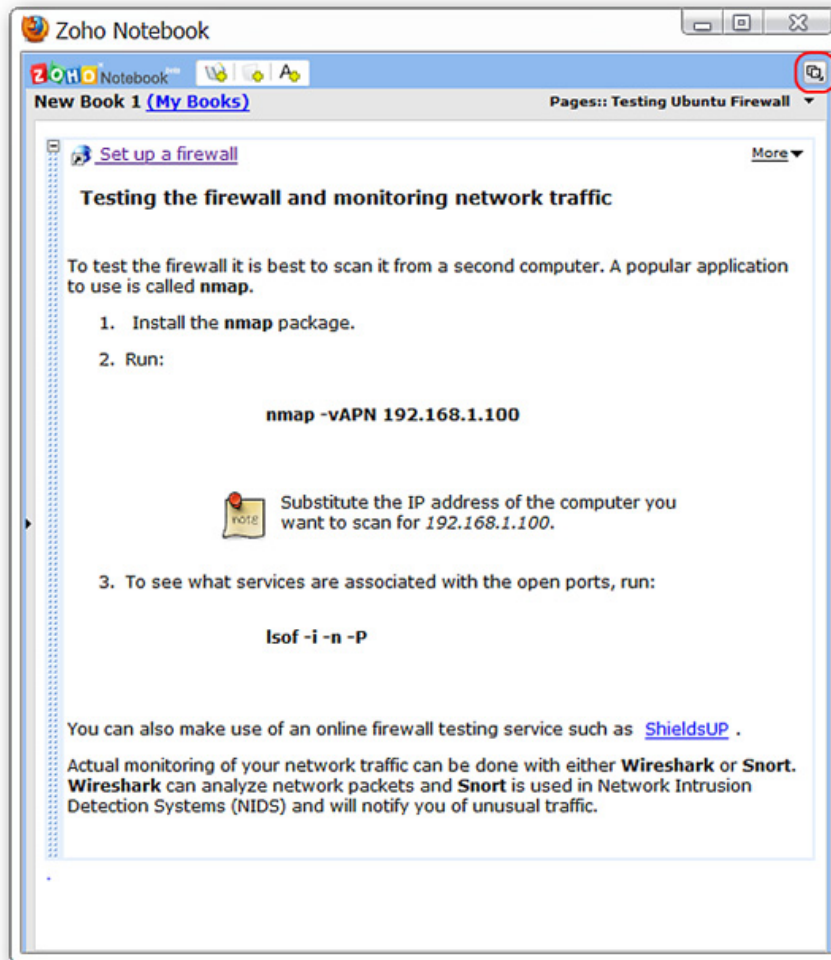 Zoho Notebook
ZOHO Notebook beta
New Book 1 (My Books) Pages:: Testing Ubuntu Firewall
Set up a firewall More
Testing the firewall and monitoring network traffic
To test the firewall it is best to scan it from a second computer. A popular application
to use is called nmap.
1. Install the nmap package.
2. Run:
nmap -vAPN 192.168.1.100
note
Substitute the IP address of the computer you
want to scan for 192.168.1.100.
3. To see what services are associated with the open ports, run:
lsof -i -n -P
You can also make use of an online firewall testing service such as ShieldsUP .
Actual monitoring of your network traffic can be done with either Wireshark or Snort.
Wireshark can analyze network packets and Snort is used in Network Intrusion
Detection Systems (NIDS) and will notify you of unusual traffic.